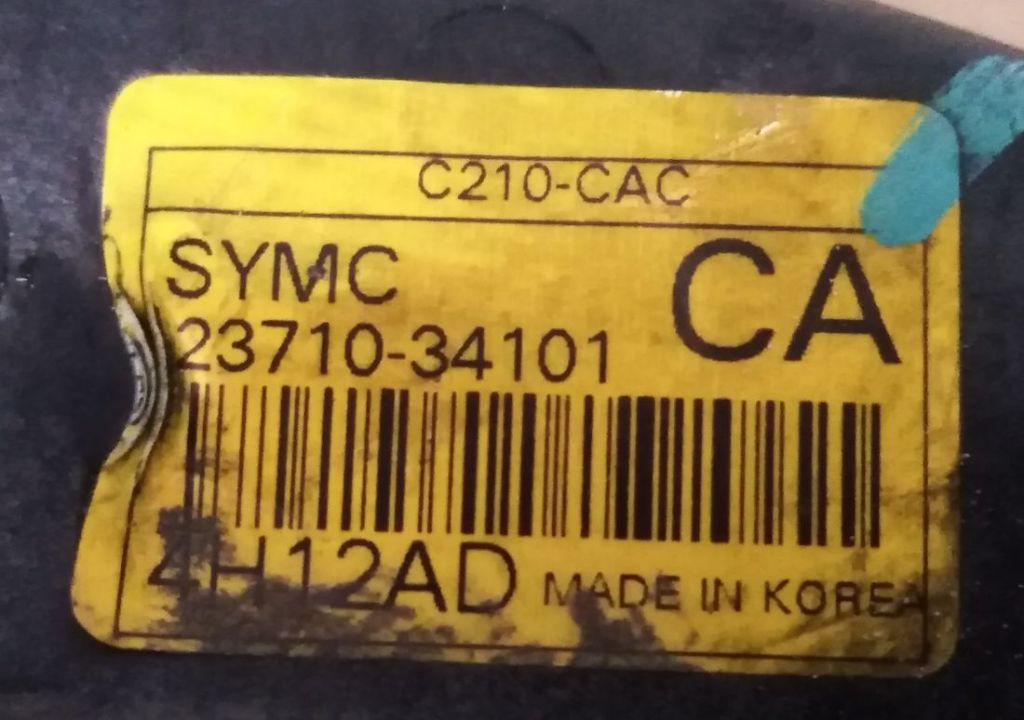 C210-CAC
SYMC
CA
23710-34101
4H12AD
MADE IN KOREA